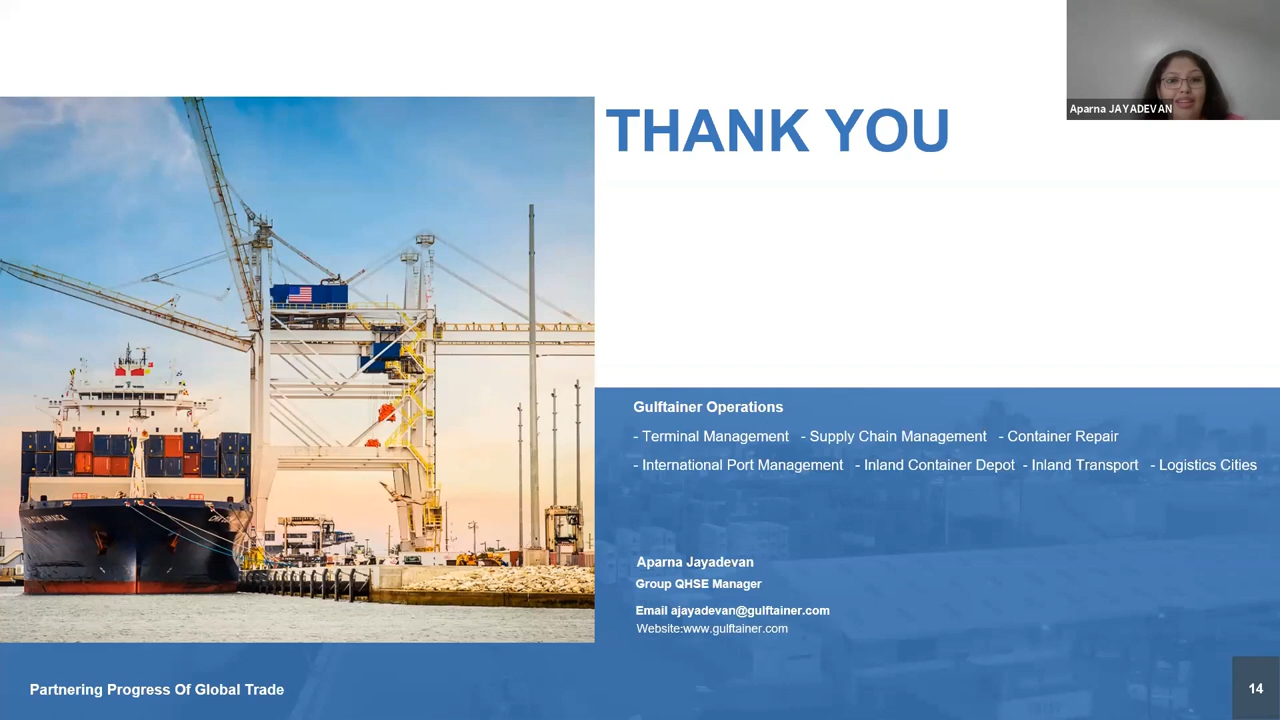 Aparna JAYADEVAN
THANK YOU
Gulftainer Operations
- Terminal Management - Supply Chain Management - Container Repair
- International Port Management - Inland Container Depot - Inland Transport - Logistics Cities
Aparna Jayadevan
Group QHSE Manager
Email ajayadevan@gulftainer.com
Website:www.gulftainer.com
Partnering Progress Of Global Trade
14